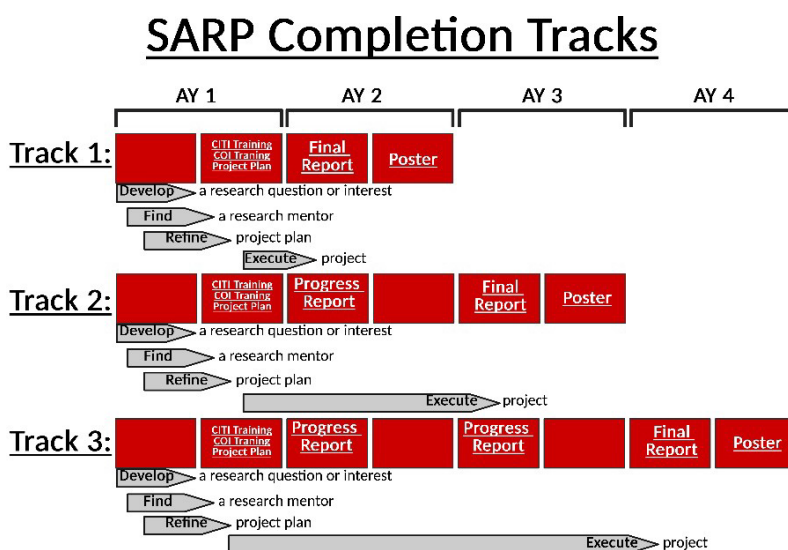 SARP Completion Tracks
AY 1 AY 2 AY 3 AY 4
Track 1:
CITI Training
COI Traning
Project Plan
Final
Report
Poster
Develop a research question or interest
Find a research mentor
Refine project plan
Execute project
Track 2:
CITI Training
COI Traning
Project Plan
Progress
Report
Final
Report
Poster
Develop a research question or interest
Find a research mentor
Refine project plan
Execute project
Track 3:
CITI Training
COI Traning
Project Plan
Progress
Report
Progress
Report
Final
Report
Poster
Develop a research question or interest
Find a research mentor
Refine project plan
Execute project